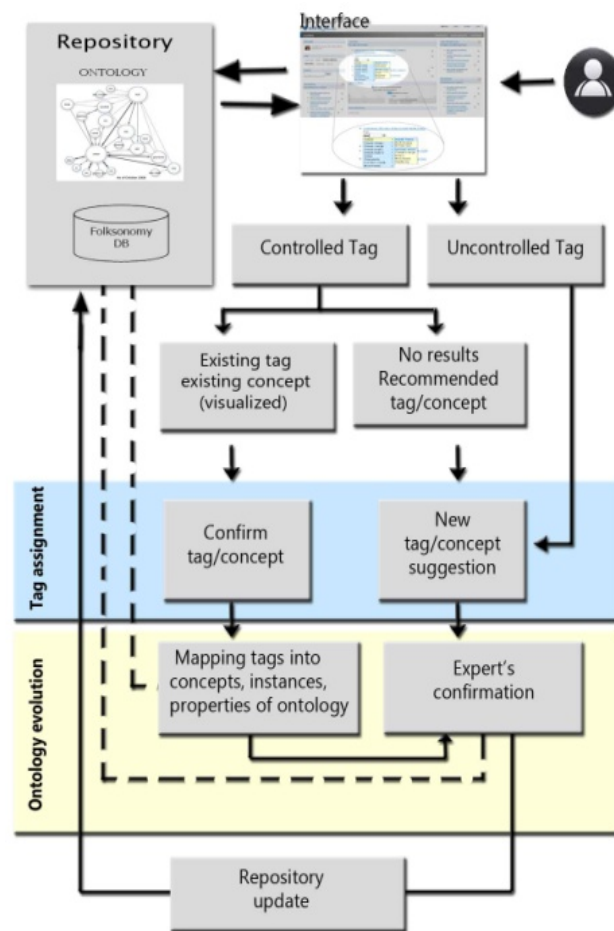 Interface
Repository
ONTOLOGY
Folksonomy
DB
Controlled Tag
Uncontrolled Tag
Existing tag
existing concept
(visualized)
No results
Recommended
tag/concept
Tag assignment
Confirm
tag/concept
New
tag/concept
suggestion
Ontology evolution
Mapping tags into
concepts, instances,
properties of ontology
Expert's
confirmation
Repository
update